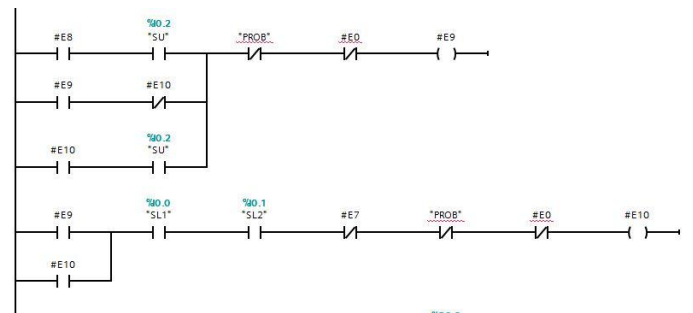 %I0.2
#E8 "SU" "PROB" #E0 #E9
#E9 #E10
%I0.2
#E10 "SU"
%I0.0 %I0.1
#E9 "SL1" "SL2" #E7 "PROB" #E0 #E10
#E10